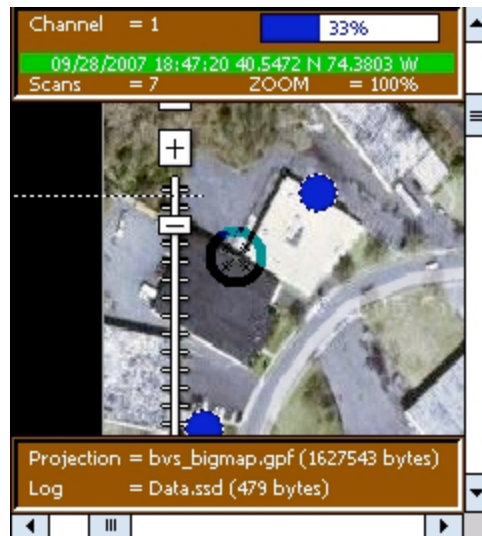 Channel = 1 33%
09/28/2007 18:47:20 40.5472 N 74.3803 W
Scans = 7 ZOOM = 100%
Projection = bvs_bigmap.gpf (1627543 bytes)
Log = Data.ssd (479 bytes)